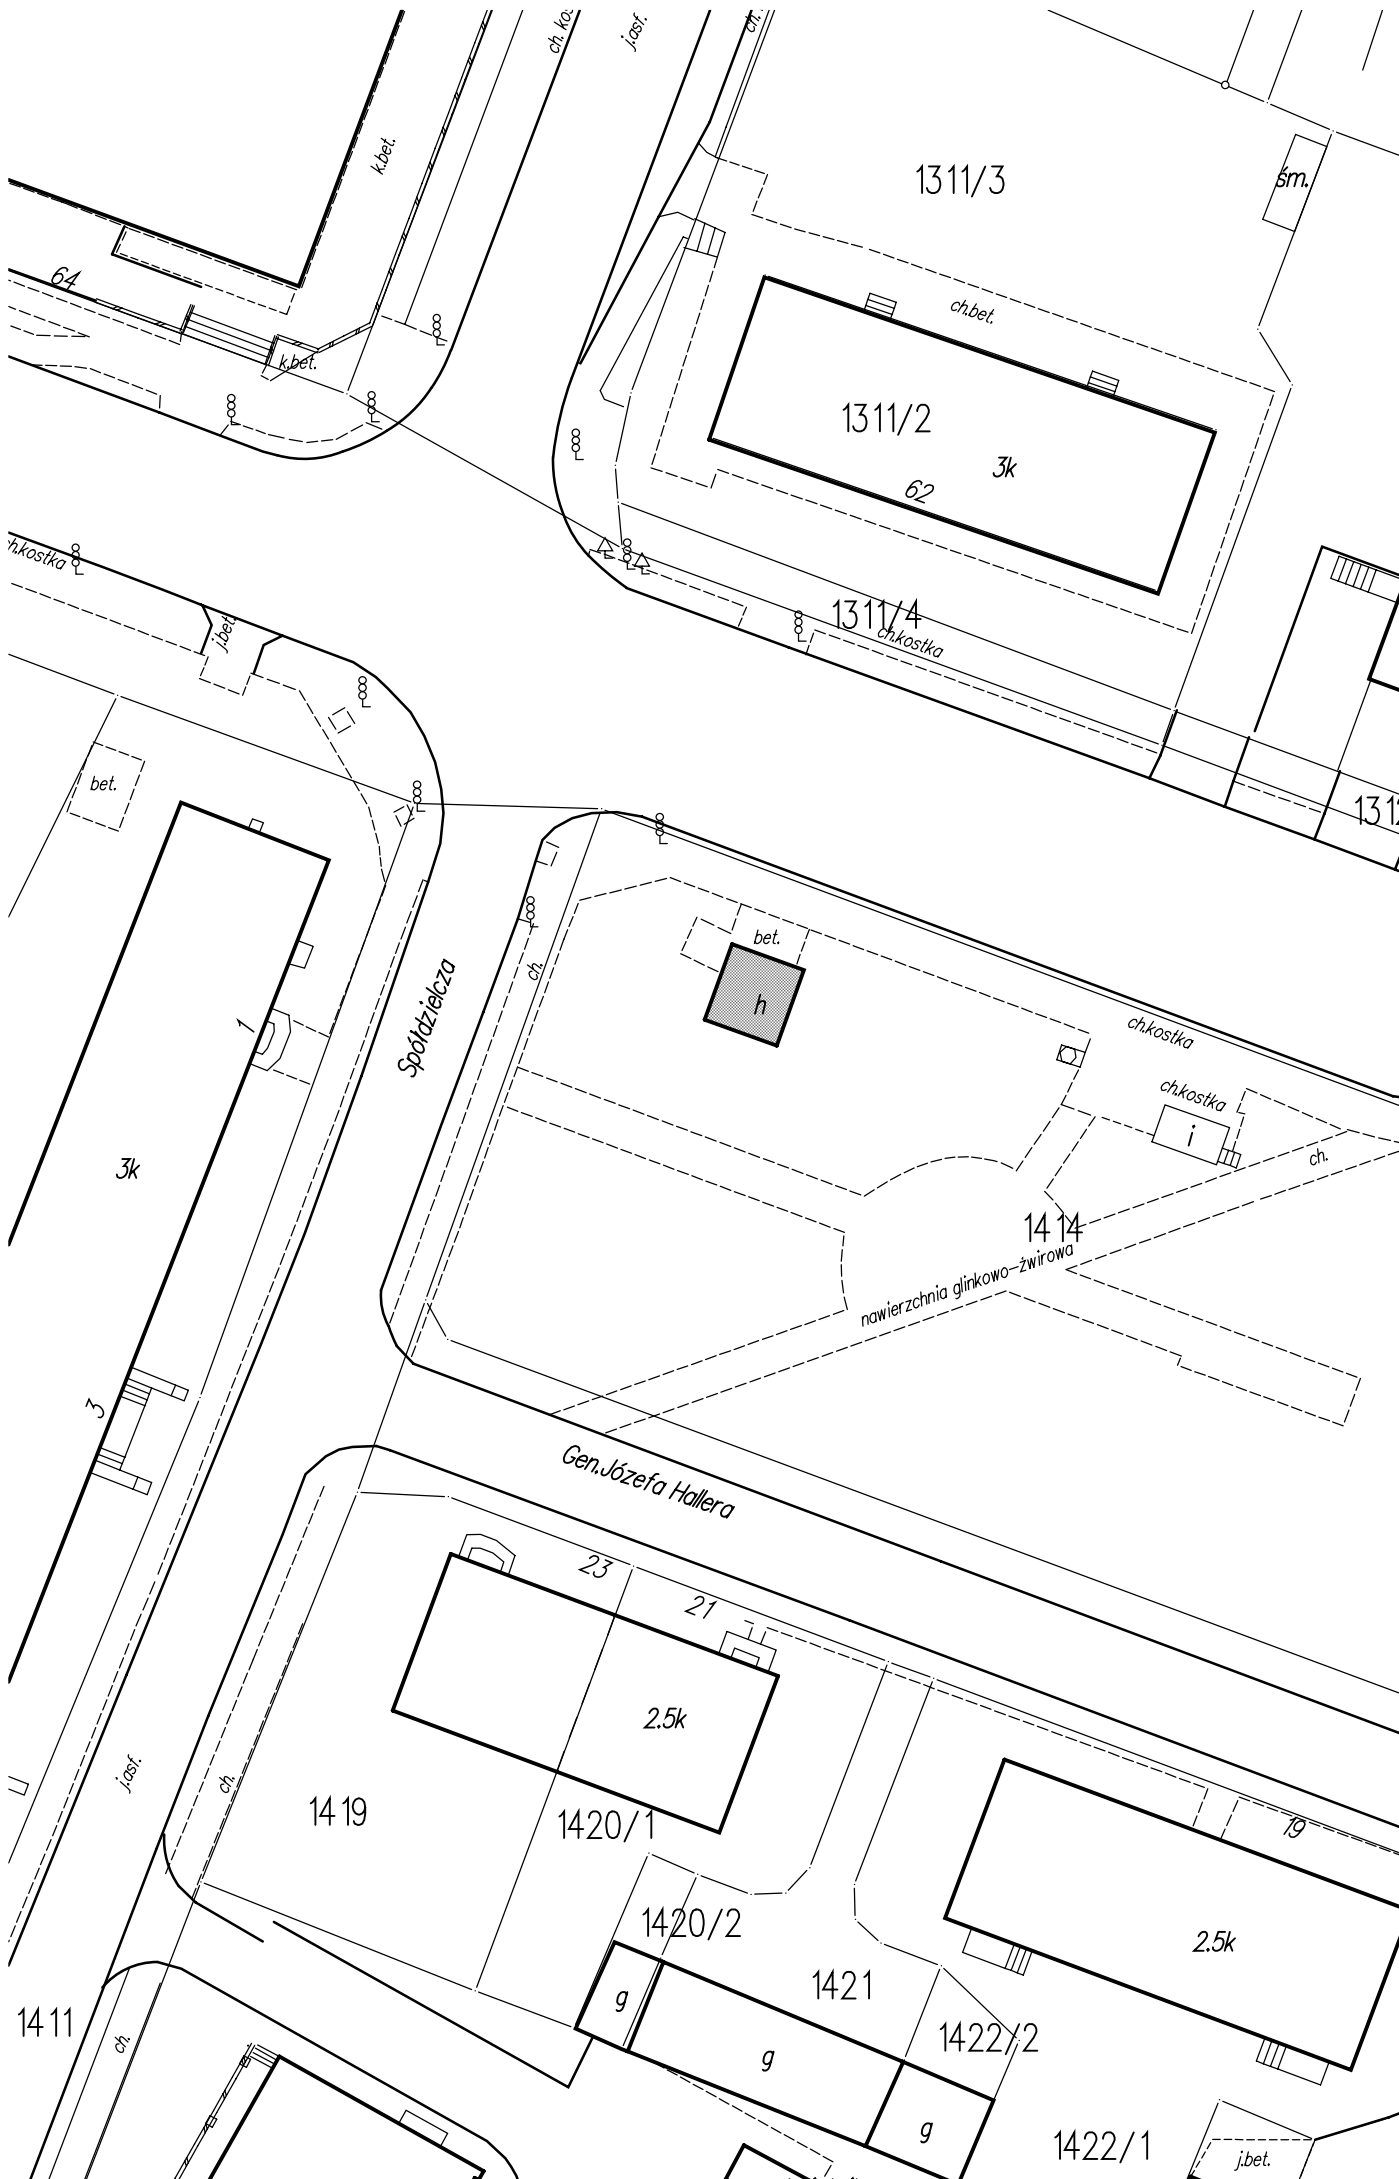 ch. kos
j.asf.
ch.
k.bet.
1311/3
śm.
64
ch.bet.
k.bet.
1311/2
3k
62
ch.kostka
1311/4
ch.kostka
j.bet.
bet.
1312
ch.
bet.
Spółdzielcza
h
1
ch.kostka
ch.kostka
i
3k
ch.
1414
nawierzchnia glinkowo-żwirowa
3
Gen.Józefa Hallera
23
21
2.5k
j.asf.
ch.
1419
1420/1
19
1420/2
2.5k
1421
g
1411
1422/2
ch.
g
g
1422/1
j.bet.